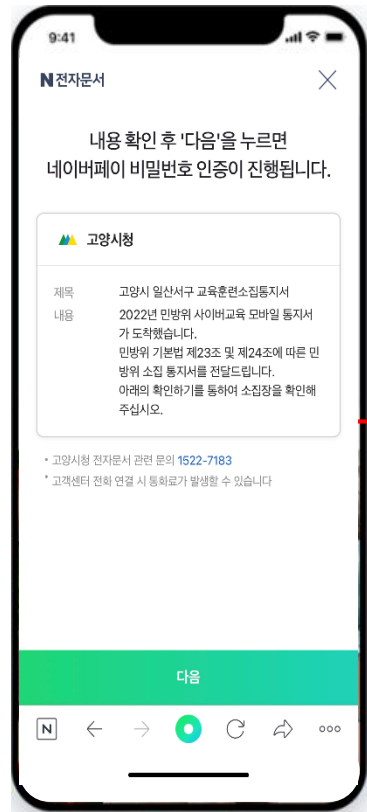 9:41
N 전자문서
내용 확인 후 '다음'을 누르면
네이버페이 비밀번호 인증이 진행됩니다.
고양시청
제목 고양시 일산서구 교육훈련소집통지서
내용 2022년 민방위 사이버교육 모바일 통지서
가 도착했습니다.
민방위 기본법 제23조 및 제24조에 따른 민
방위 소집 통지서를 전달드립니다.
아래의 확인하기를 통하여 소집장을 확인해
주십시오.
• 고양시청 전자문서 관련 문의 1522-7183
* 고객센터 전화 연결 시 통화료가 발생할 수 있습니다
다음
N